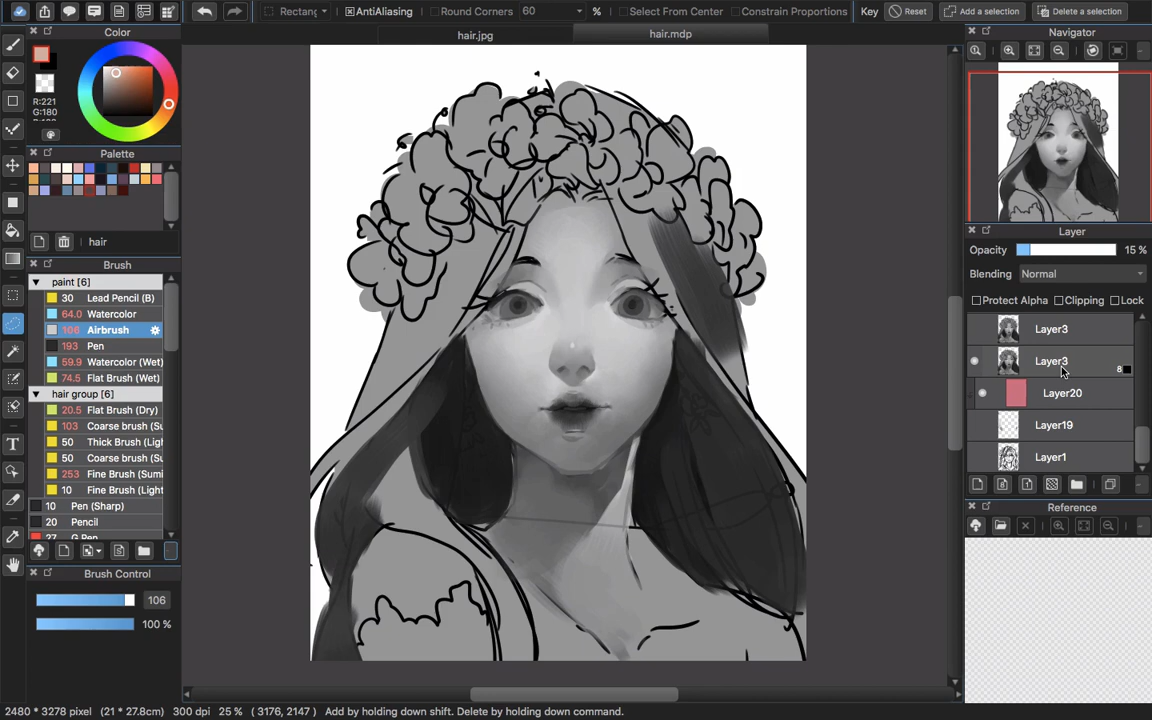 Rectang
AntiAliasing
Round Corners
60
%
Select From Center
Constrain Proportions
Key
Reset
Add a selection
Delete a selection
hair.jpg
hair.mdp
Color
R:221
G:180
Palette
hair
Brush
paint [6]
30 Lead Pencil (B)
64.0 Watercolor
106 Airbrush
193 Pen
59.9 Watercolor (Wet)
74.5 Flat Brush (Wet)
hair group [6]
20.5 Flat Brush (Dry)
103 Coarse brush (Su
50 Thick Brush (Ligh
50 Coarse brush (Su
253 Fine Brush (Sumi
10 Fine Brush (Light
10 Pen (Sharp)
20 Pencil
27 G Pen
Brush Control
106
100 %
Navigator
Layer
Opacity
15 %
Blending
Normal
Protect Alpha
Clipping
Lock
Layer3
Layer3
8
Layer20
Layer19
Layer1
Reference
2480 * 3278 pixel (21 * 27.8cm) 300 dpi 25 % ( 3176, 2147 ) Add by holding down shift. Delete by holding down command.